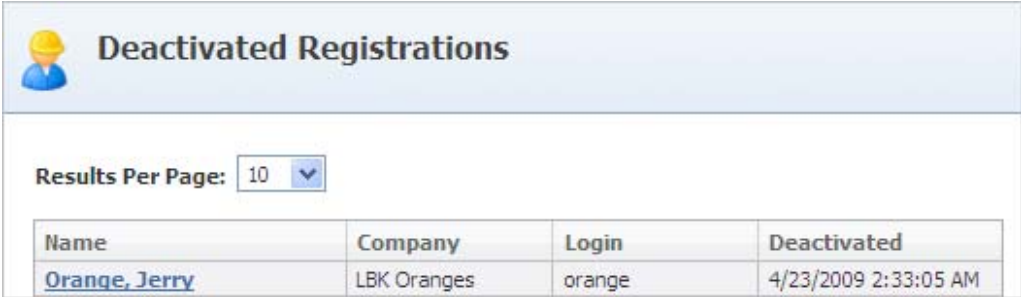 Deactivated Registrations
Results Per Page: 10
Name Company Login Deactivated
Orange, Jerry LBK Oranges orange 4/23/2009 2:33:05 AM